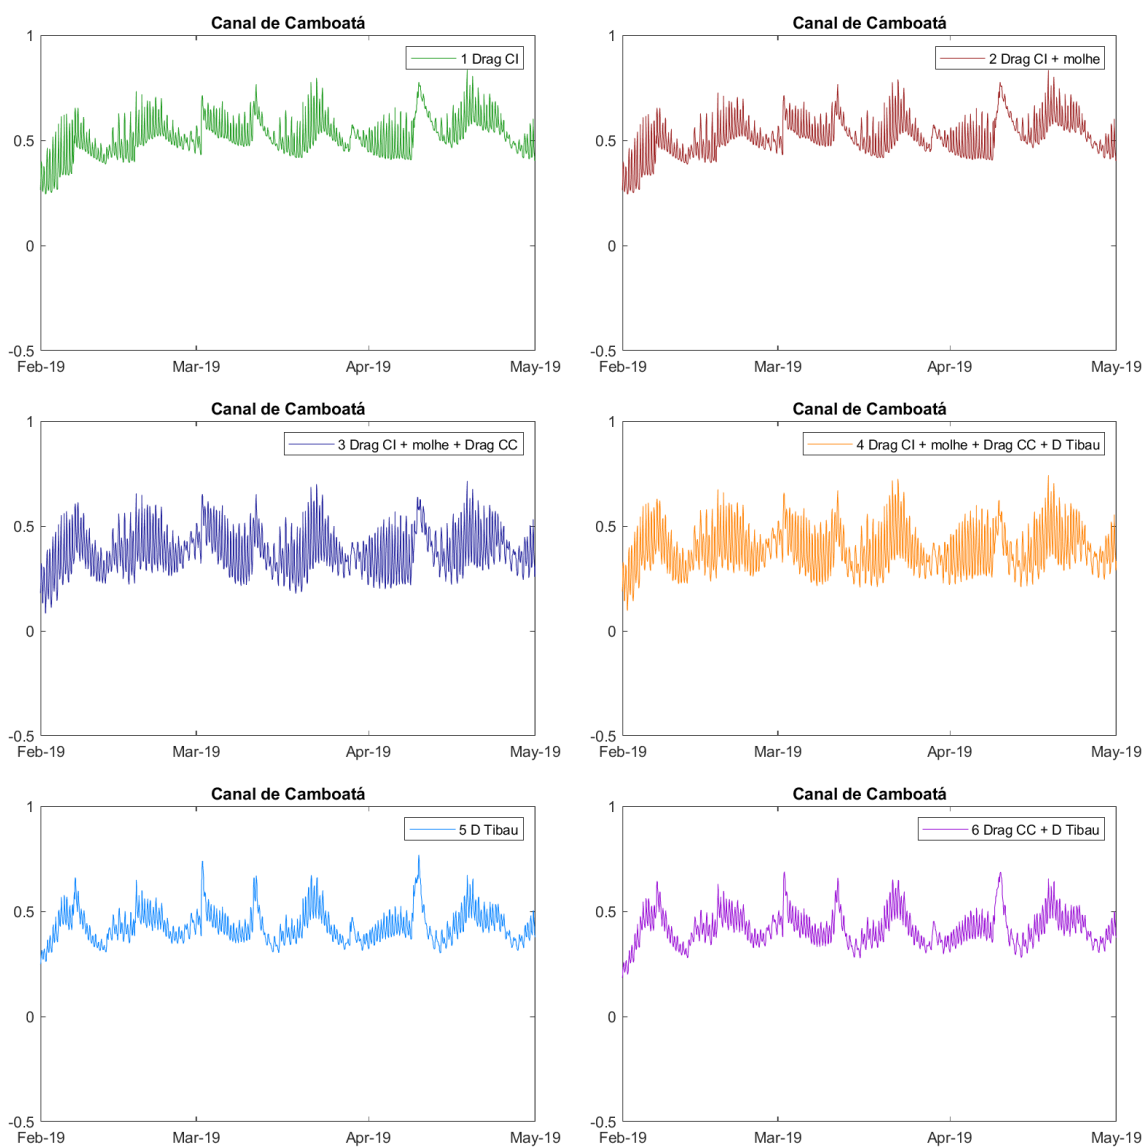 Canal de Camboatá
Canal de Camboatá
1
1 Drag CI
0.5
0
-0.5
Feb-19 Mar-19 Apr-19 May-19
1
2 Drag CI + molhe
0.5
0
-0.5
Feb-19 Mar-19 Apr-19 May-19
Canal de Camboatá
Canal de Camboatá
1
3 Drag CI + molhe + Drag CC
0.5
0
-0.5
Feb-19 Mar-19 Apr-19 May-19
1
4 Drag CI + molhe + Drag CC + D Tibau
0.5
0
-0.5
Feb-19 Mar-19 Apr-19 May-19
Canal de Camboatá
Canal de Camboatá
1
5 D Tibau
0.5
0
-0.5
Feb-19 Mar-19 Apr-19 May-19
1
6 Drag CC + D Tibau
0.5
0
-0.5
Feb-19 Mar-19 Apr-19 May-19